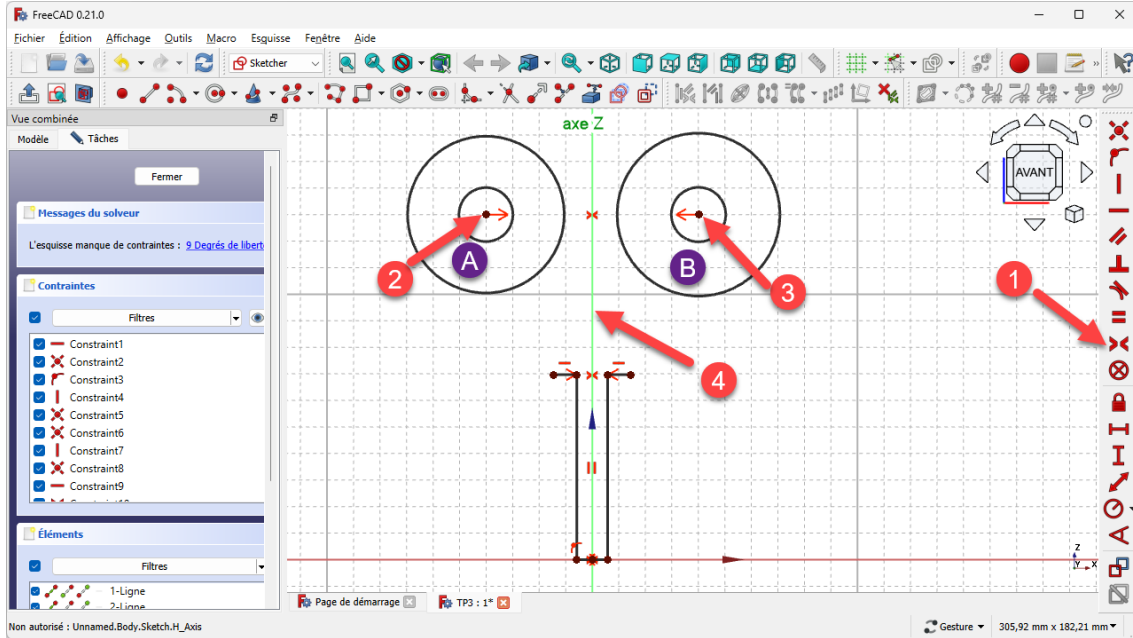 FreeCAD 0.21.0
Fichier Édition Affichage Outils Macro Esquisse Fenêtre Aide
Sketcher
Vue combinée
Modèle Tâches
Fermer
Messages du solveur
L'esquisse manque de contraintes : 9 Degrés de libert
Contraintes
Filtres
Constraint1
Constraint2
Constraint3
Constraint4
Constraint5
Constraint6
Constraint7
Constraint8
Constraint9
Éléments
Filtres
1-Ligne
2-Ligne
axe Z
AVANT
1
2
A
B
3
4
Z
Y X
Page de démarrage TP3 : 1*
Non autorisé : Unnamed.Body.Sketch.H_Axis
Gesture 305,92 mm x 182,21 mm